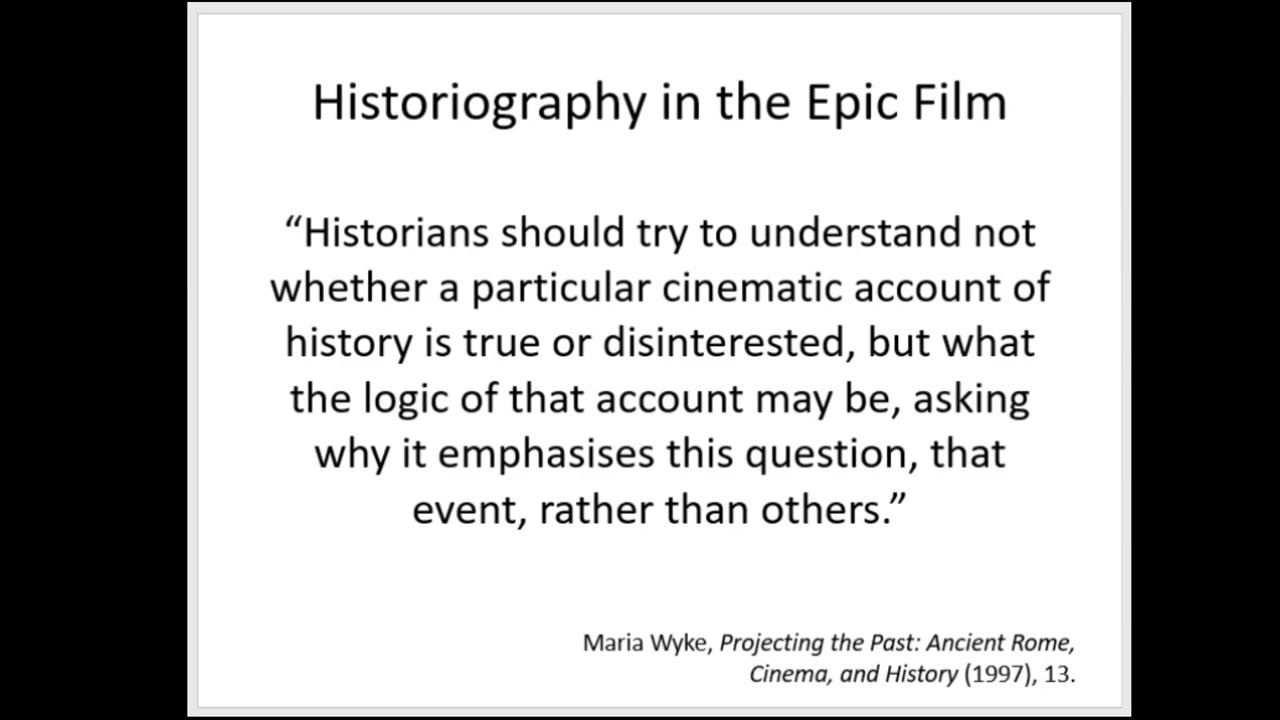 Historiography in the Epic Film
“Historians should try to understand not
whether a particular cinematic account of
history is true or disinterested, but what
the logic of that account may be, asking
why it emphasises this question, that
event, rather than others.”
Maria Wyke, Projecting the Past: Ancient Rome,
Cinema, and History (1997), 13.